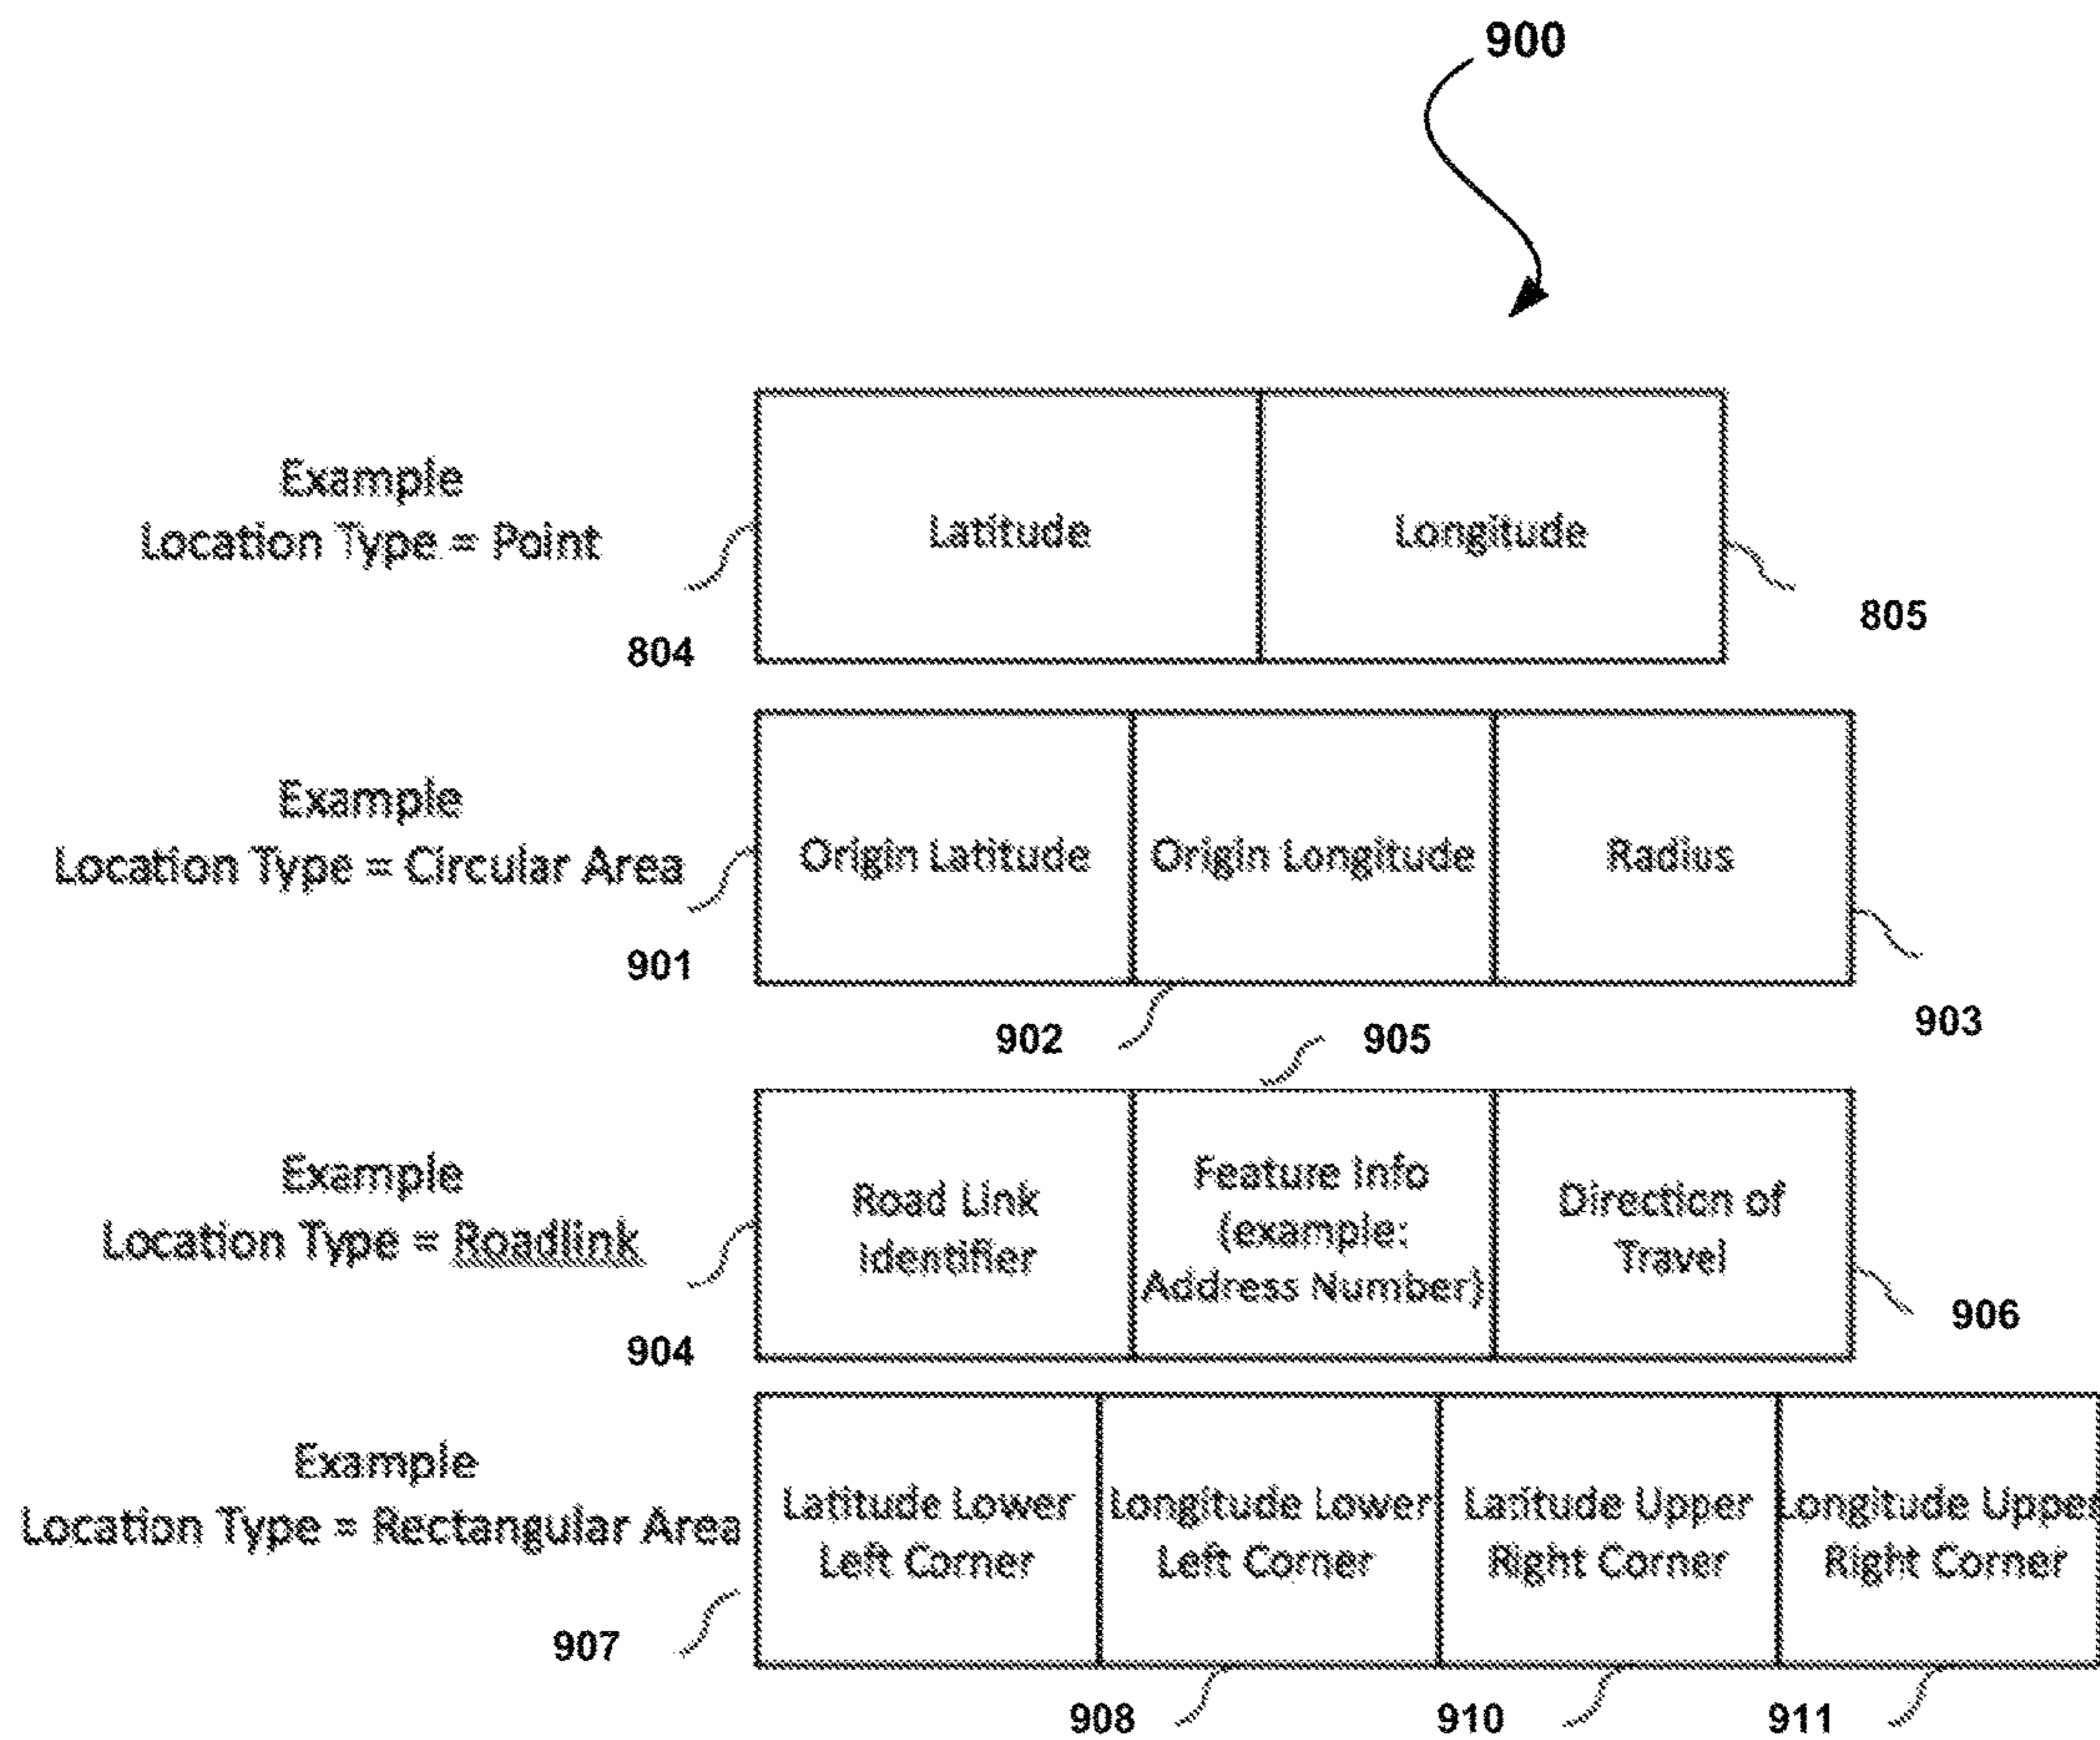 900
Example
Location Type = Point
Latitude
Longitude
804
805
Example
Location Type = Circular Area
Origin Latitude
Origin Longitude
Radius
901
902
903
905
Example
Location Type = Roadlink
Road Link
Identifier
Feature Info
(example:
Address Number)
Direction of
Travel
904
906
Example
Location Type = Rectangular Area
Latitude Lower
Left Corner
Longitude Lower
Left Corner
Latitude Upper
Right Corner
Longitude Upper
Right Corner
907
908
910
911